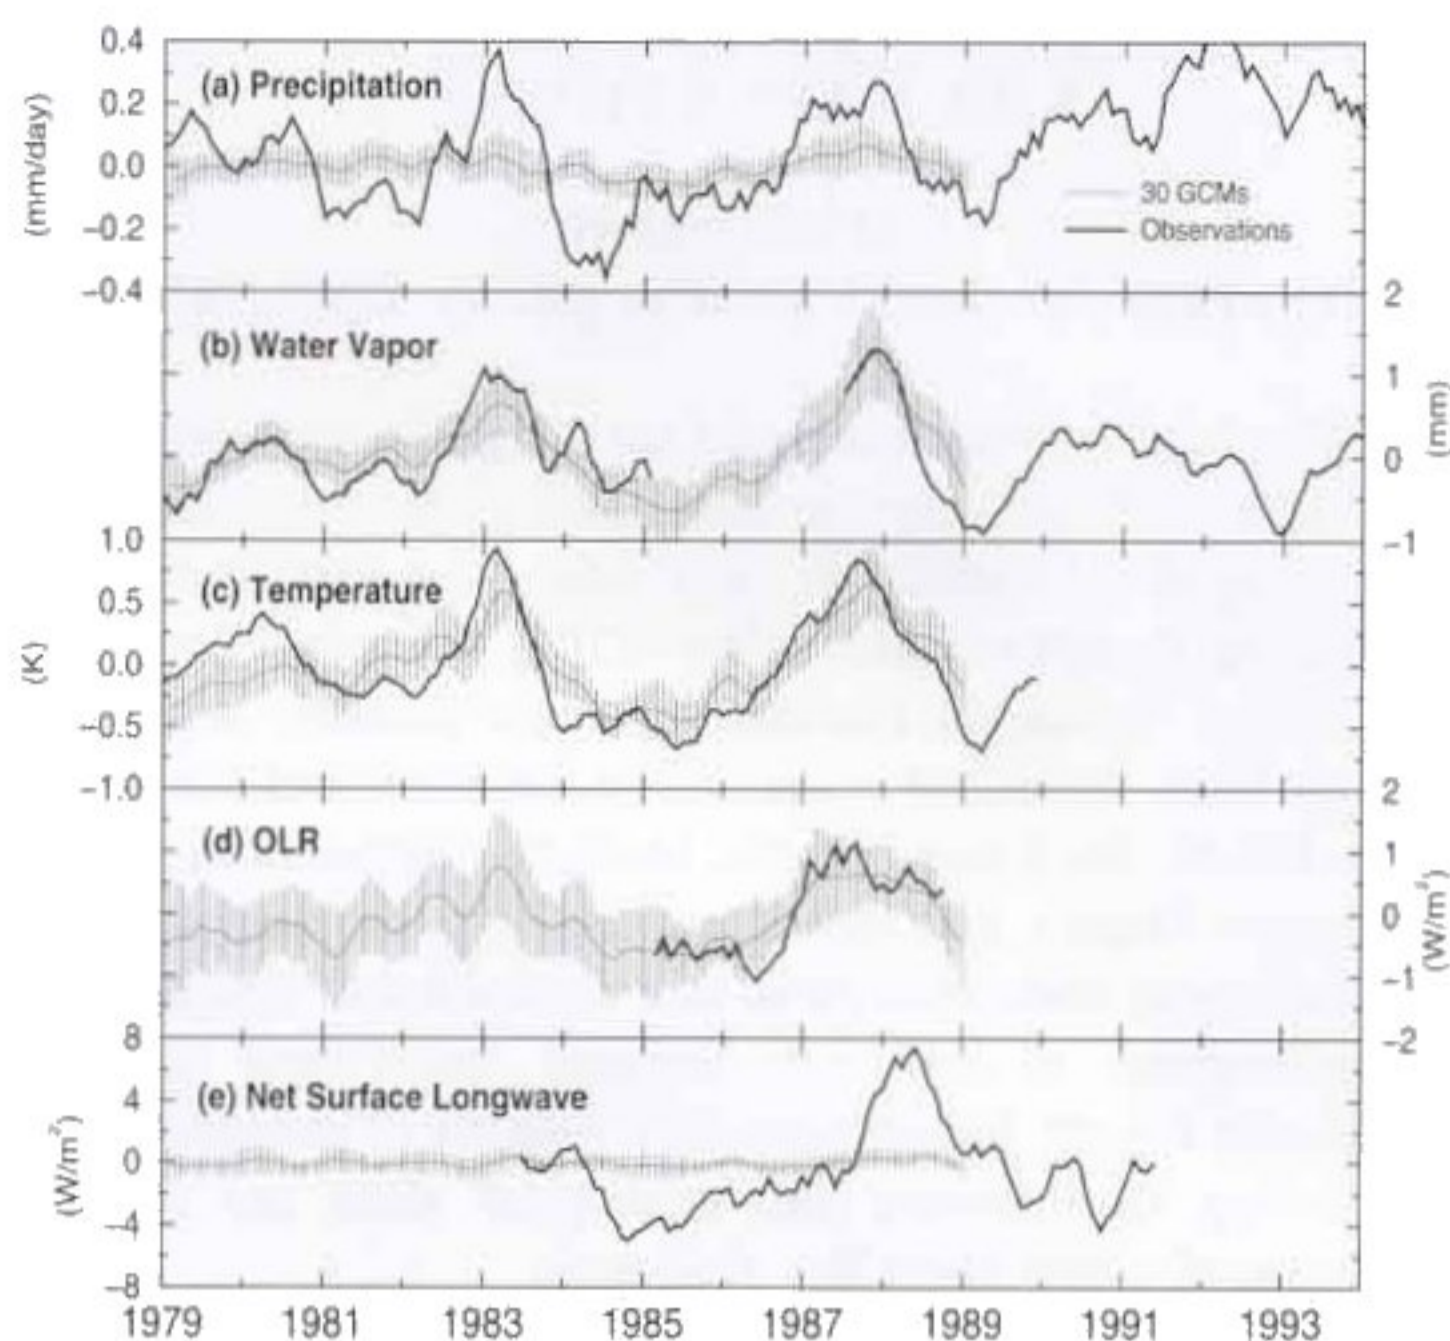 0.4
(a) Precipitation
0.2
0.0
−0.2
−0.4
(mm/day)
30 GCMs
Observations
2
(b) Water Vapor
1
0
−1
(mm)
1.0
(c) Temperature
0.5
0.0
−0.5
−1.0
(K)
2
(d) OLR
1
0
−1
−2
(W/m²)
8
(e) Net Surface Longwave
4
0
−4
−8
(W/m²)
1979 1981 1983 1985 1987 1989 1991 1993